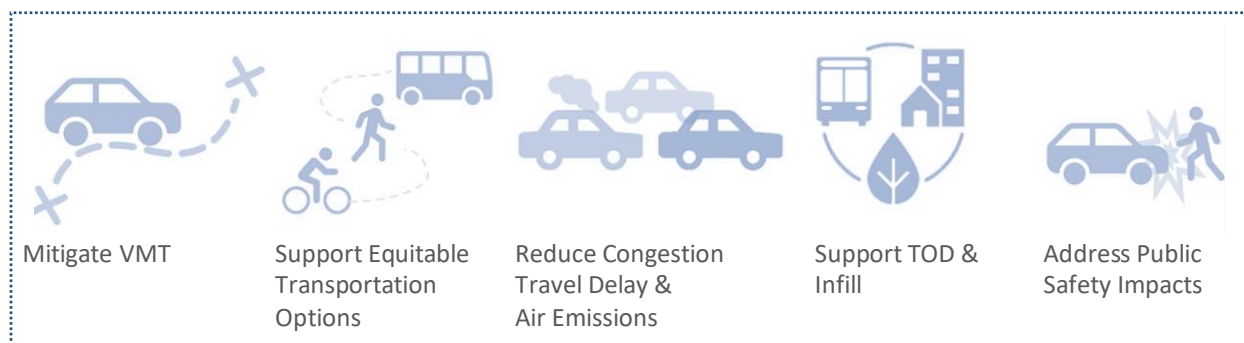 Mitigate VMT
Support Equitable
Transportation
Options
Reduce Congestion
Travel Delay &
Air Emissions
Support TOD &
Infill
Address Public
Safety Impacts